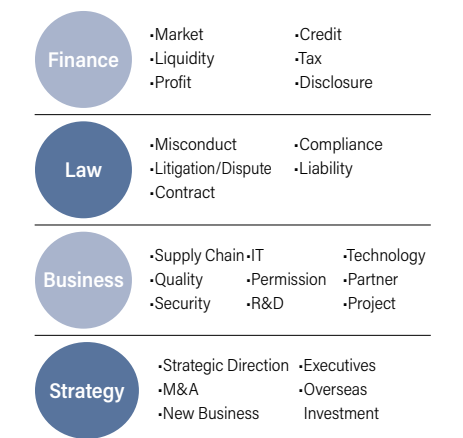 Finance
·Market ·Credit
·Liquidity ·Tax
·Profit ·Disclosure
Law
·Misconduct ·Compliance
·Litigation/Dispute ·Liability
·Contract
Business
·Supply Chain ·IT ·Technology
·Quality ·Permission ·Partner
·Security ·R&D ·Project
Strategy
·Strategic Direction ·Executives
·M&A ·Overseas
·New Business Investment